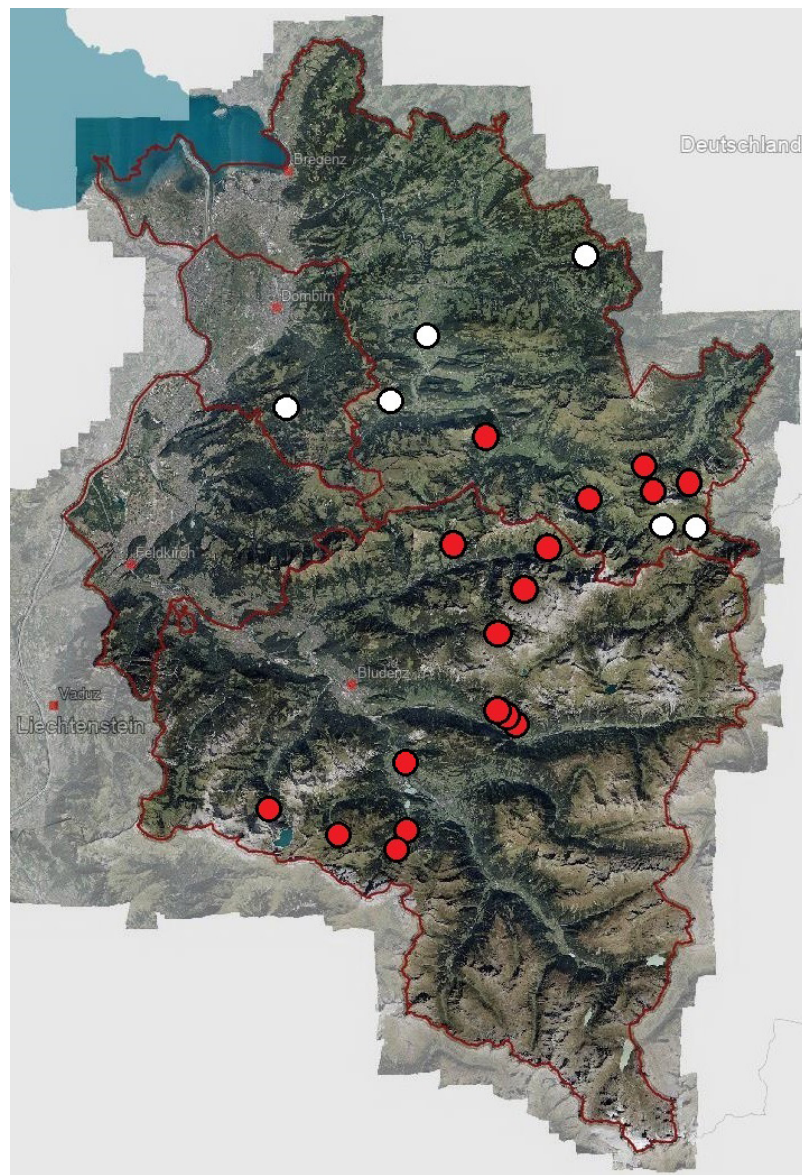 Deutschland
Bregenz
Dornbirn
Feldkirch
Bludenz
Vaduz
Liechtenstein